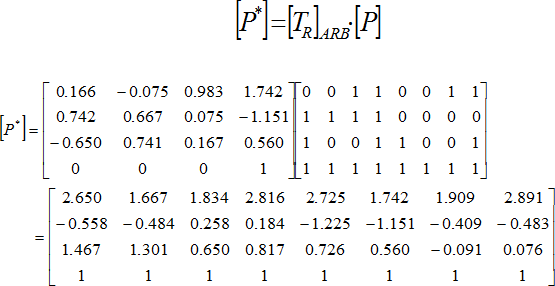 [P*]=[T_R]_ARB·[P]
0.166 −0.075 0.983 1.742 0 0 1 1 0 0 1 1
0.742 0.667 0.075 −1.151 1 1 1 1 0 0 0 0
[P*]= −0.650 0.741 0.167 0.560 1 0 0 1 1 0 0 1
0 0 0 1 1 1 1 1 1 1 1 1
2.650 1.667 1.834 2.816 2.725 1.742 1.909 2.891
= −0.558 −0.484 0.258 0.184 −1.225 −1.151 −0.409 −0.483
1.467 1.301 0.650 0.817 0.726 0.560 −0.091 0.076
1 1 1 1 1 1 1 1